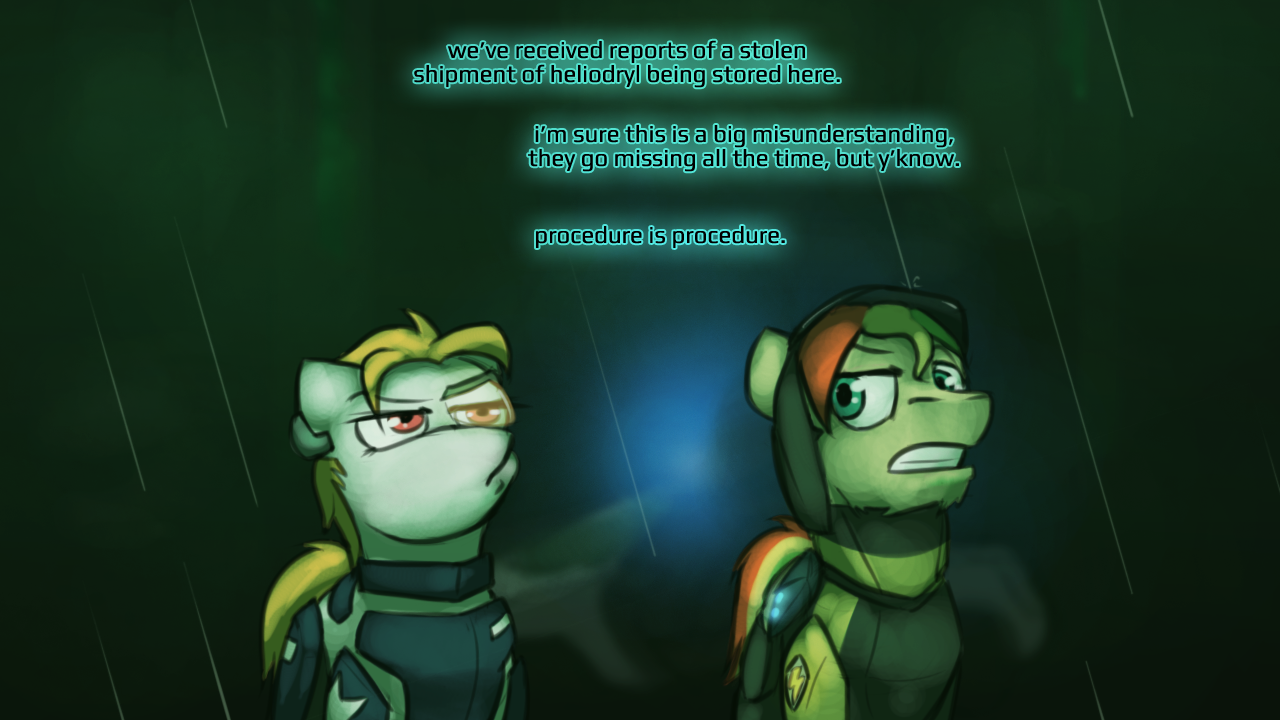 we've received reports of a stolen
shipment of heliodryl being stored here.
i'm sure this is a big misunderstanding,
they go missing all the time, but y'know.
procedure is procedure.